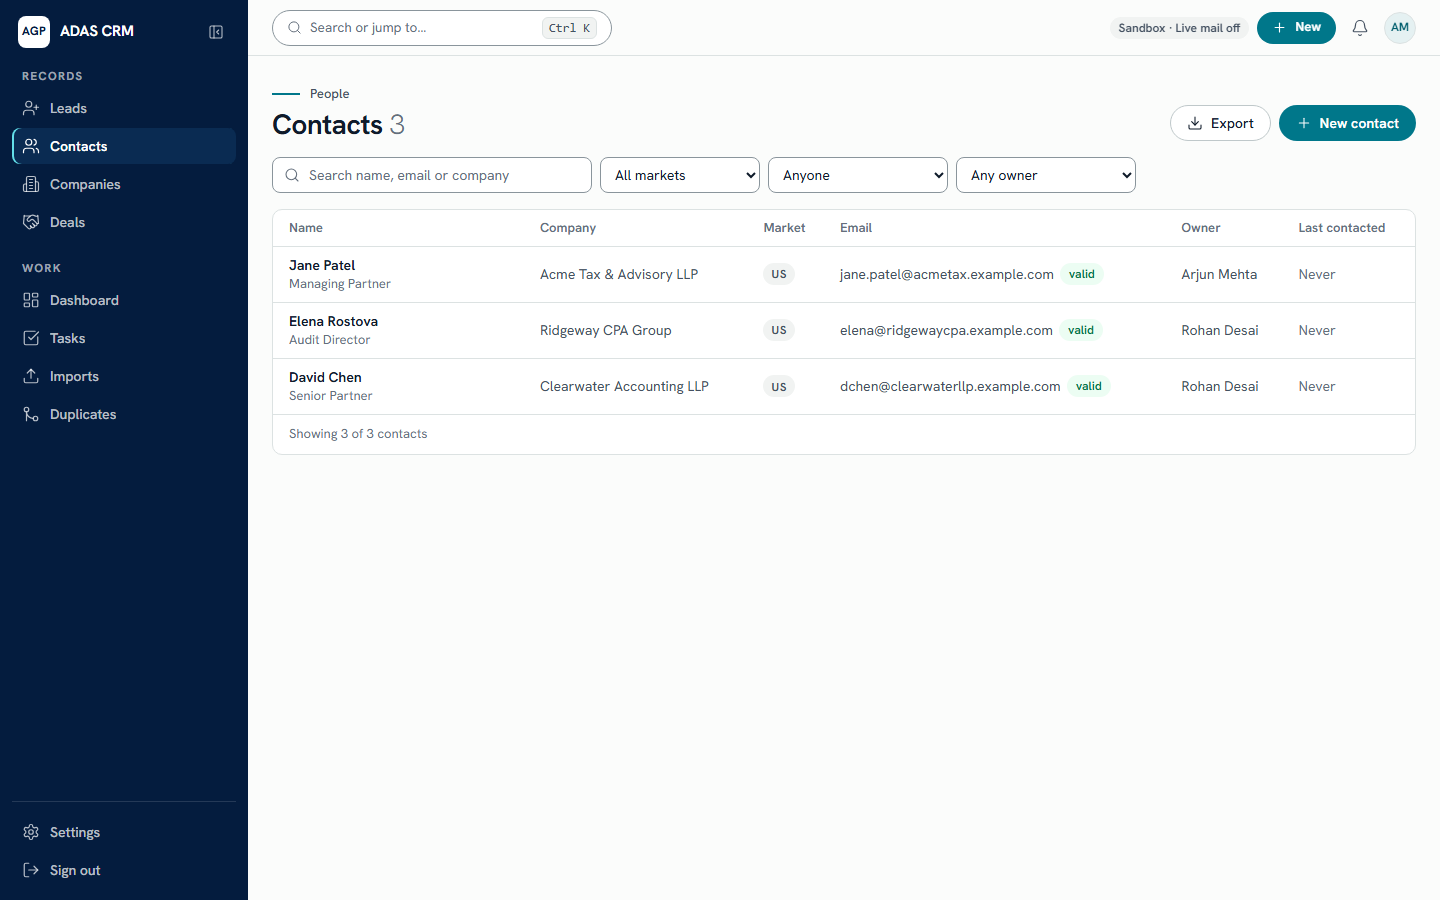 AGP ADAS CRM
RECORDS
Leads
Contacts
Companies
Deals
WORK
Dashboard
Tasks
Imports
Duplicates
Settings
Sign out
Search or jump to... Ctrl K Sandbox · Live mail off New AM
People
Contacts 3 Export New contact
Search name, email or company All markets Anyone Any owner
Name Company Market Email Owner Last contacted
Jane Patel
Managing Partner
Acme Tax & Advisory LLP US jane.patel@acmetax.example.com valid Arjun Mehta Never
Elena Rostova
Audit Director
Ridgeway CPA Group US elena@ridgewaycpa.example.com valid Rohan Desai Never
David Chen
Senior Partner
Clearwater Accounting LLP US dchen@clearwaterllp.example.com valid Rohan Desai Never
Showing 3 of 3 contacts